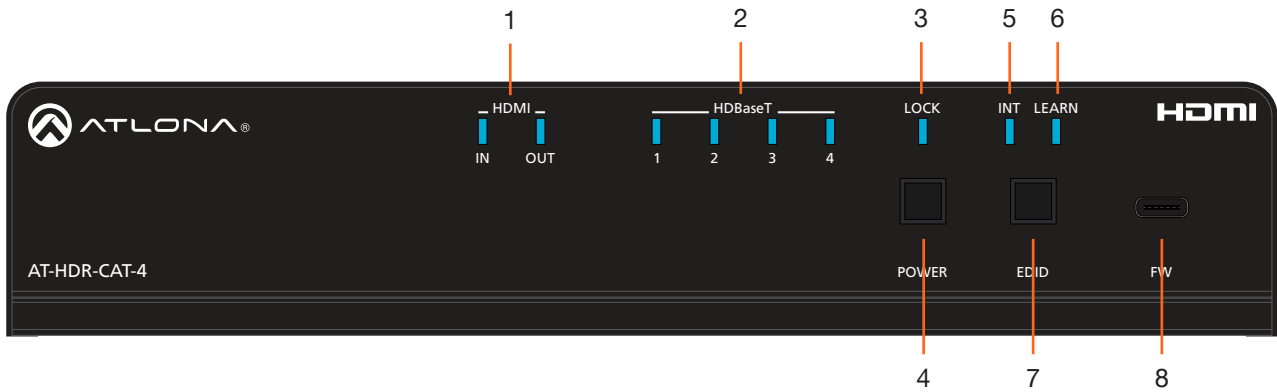 1 2 3 5 6
HDMI HDBaseT LOCK INT LEARN HDMI
ATLONA®
IN OUT 1 2 3 4
AT-HDR-CAT-4 POWER EDID FW
4 7 8